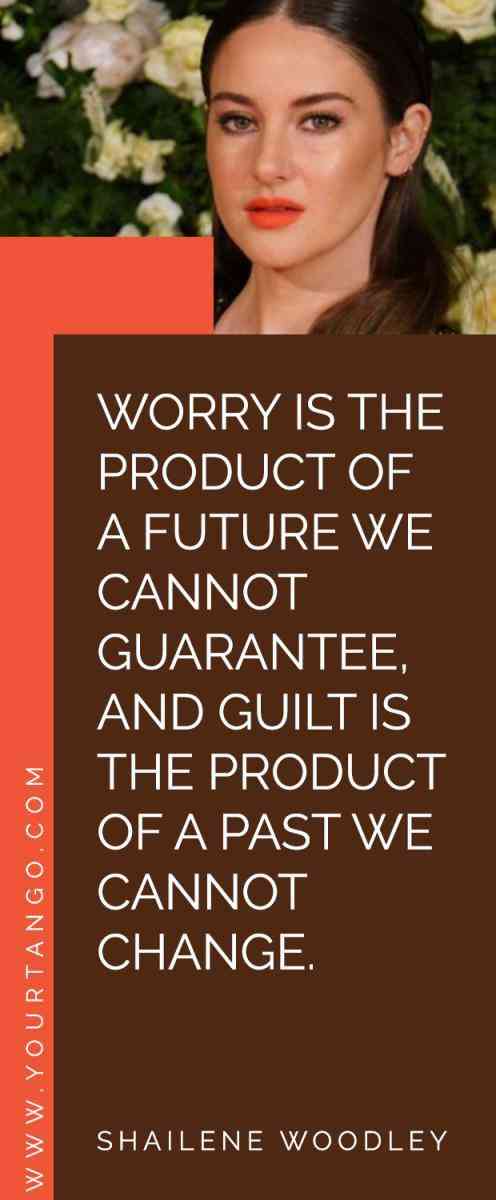 WORRY IS THE
PRODUCT OF
A FUTURE WE
CANNOT
GUARANTEE,
AND GUILT IS
THE PRODUCT
OF A PAST WE
CANNOT
CHANGE.
SHAILENE WOODLEY
WWW.YOURTANGO.COM